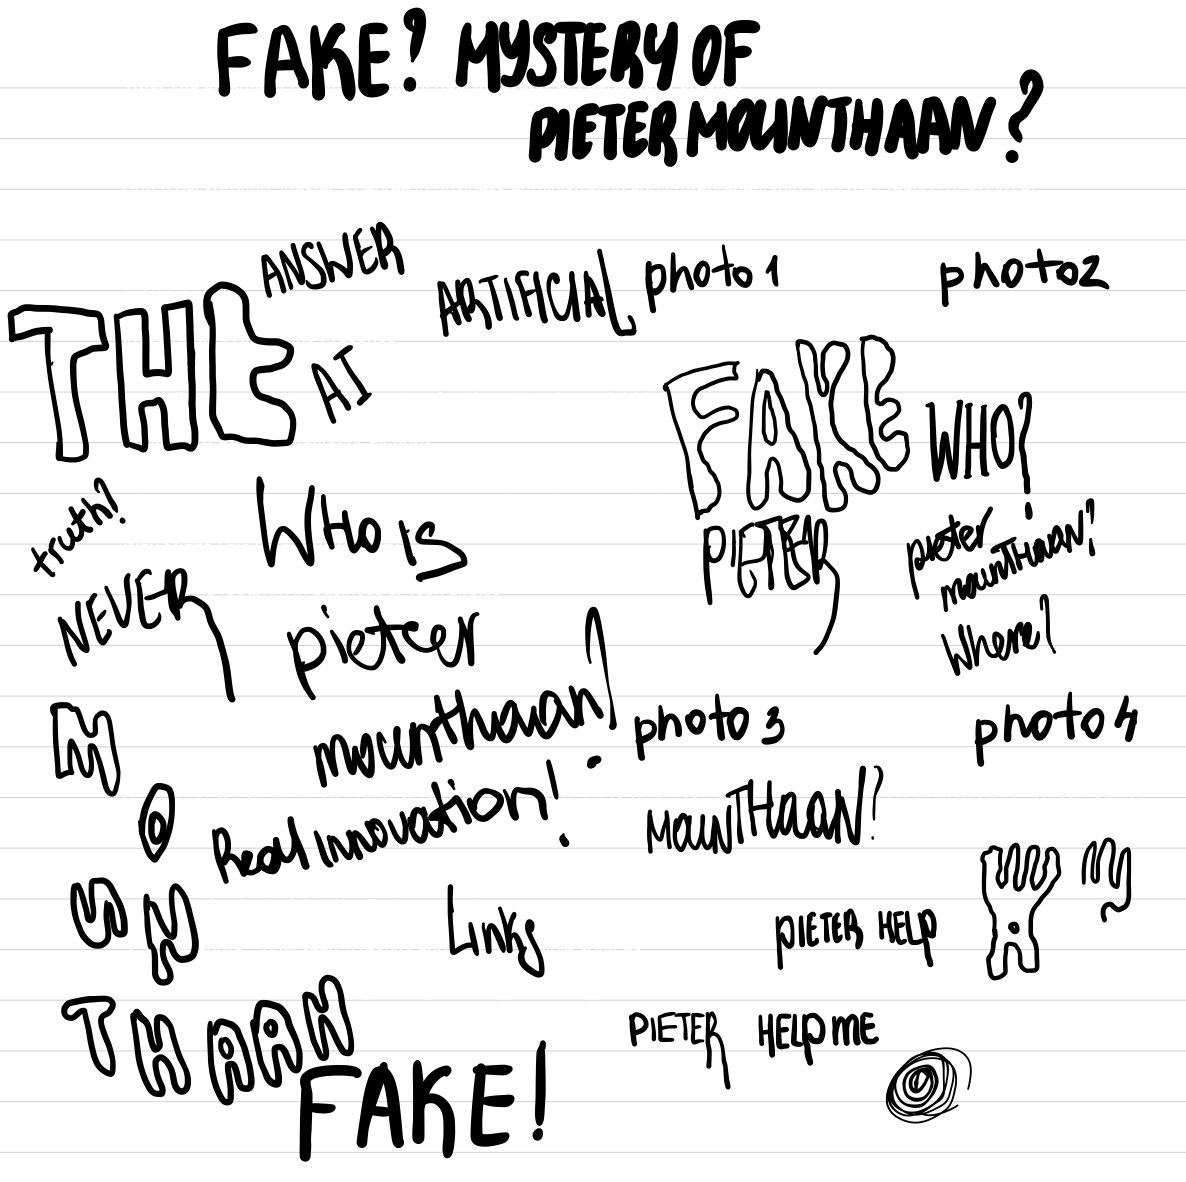 FAKE? MYSTERY OF
PIETER MOUNTHAAN?
ANSWER
ARTIFICIAL
photo 1
photo2
THE
AI
FAKE
WHO?
truth?
WHO is
PIETER
pieter
mounthaan?
Where?
NEVER
pieter
mounthaan?
photo 3
photo 4
MOUN
THAAN
Real innovation!
MOUNTHAAN?
Links
PIETER HELP
PIETER HELP ME
FAKE!